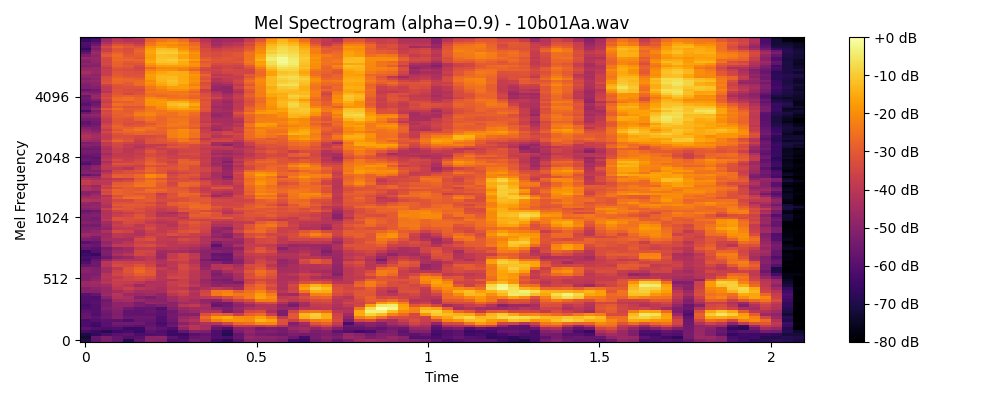 Mel Spectrogram (alpha=0.9) - 10b01Aa.wav
Mel Frequency
4096
2048
1024
512
0
0
0.5
1
1.5
2
Time
+0 dB
-10 dB
-20 dB
-30 dB
-40 dB
-50 dB
-60 dB
-70 dB
-80 dB